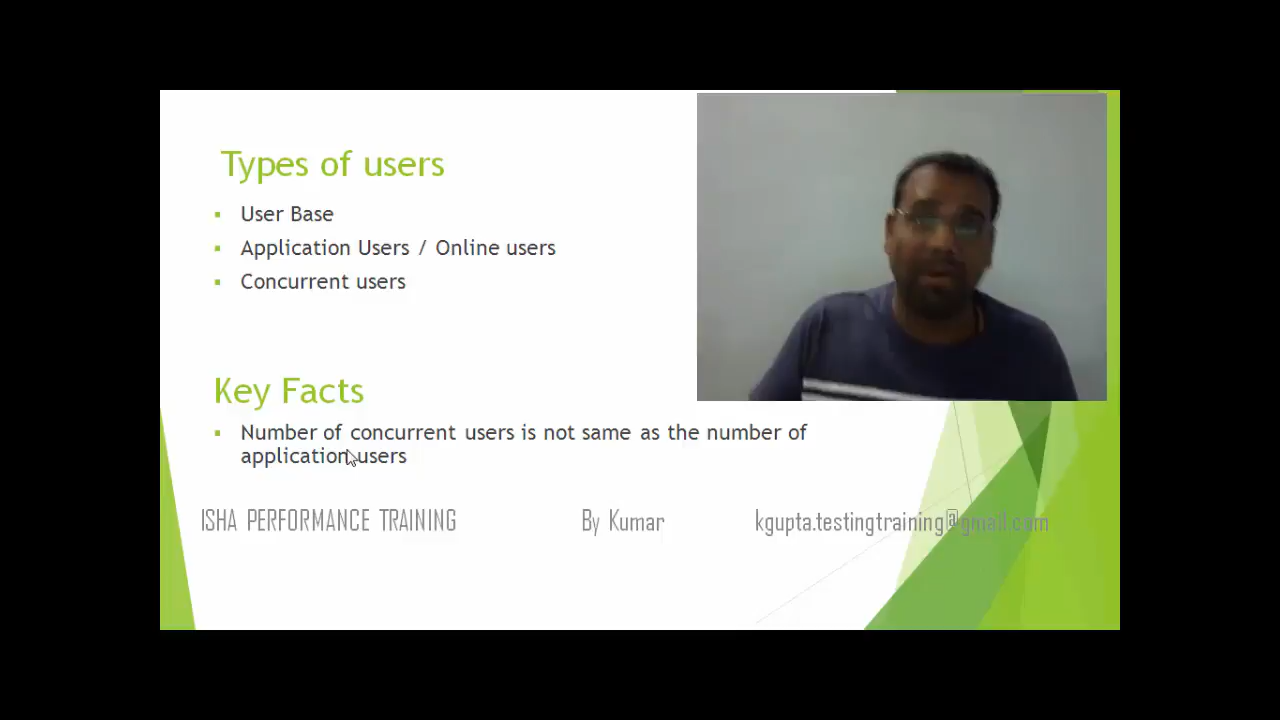 Types of users
User Base
Application Users / Online users
Concurrent users
Key Facts
Number of concurrent users is not same as the number of
application users
ISHA PERFORMANCE TRAINING By Kumar kgupta.testingtraining@gmail.com